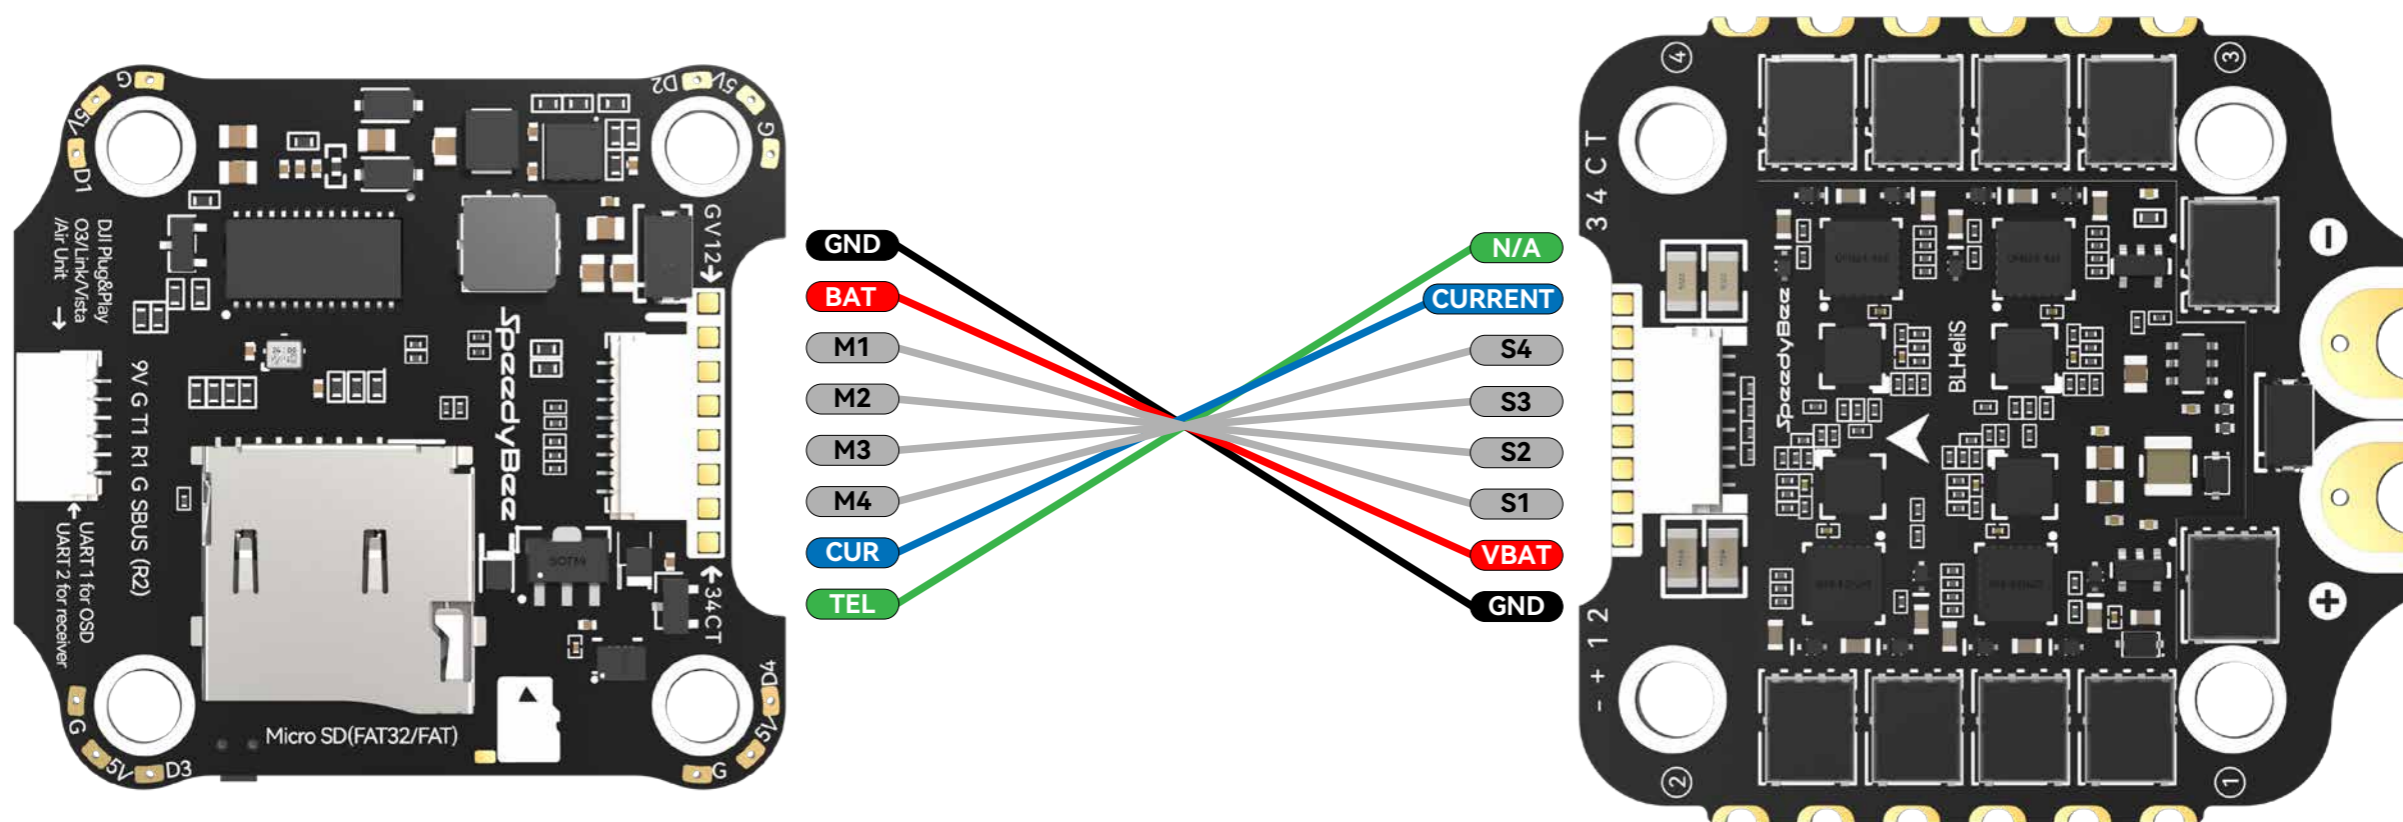 G
5V
D1
D2
5V
G
DJI Plug&Play
O3/Link/Vista
/Air Unit
9V G T1 R1 G SBUS (R2)
UART 1 for OSD
UART 2 for receiver
GV12
34CT
SpeedyBee
Micro SD(FAT32/FAT)
G
5V
D3
D4
5V
G
GND
BAT
M1
M2
M3
M4
CUR
TEL
N/A
CURRENT
S4
S3
S2
S1
VBAT
GND
4
3
3 4 C T
- + 1 2
SpeedyBee
BLHeliS
2
1